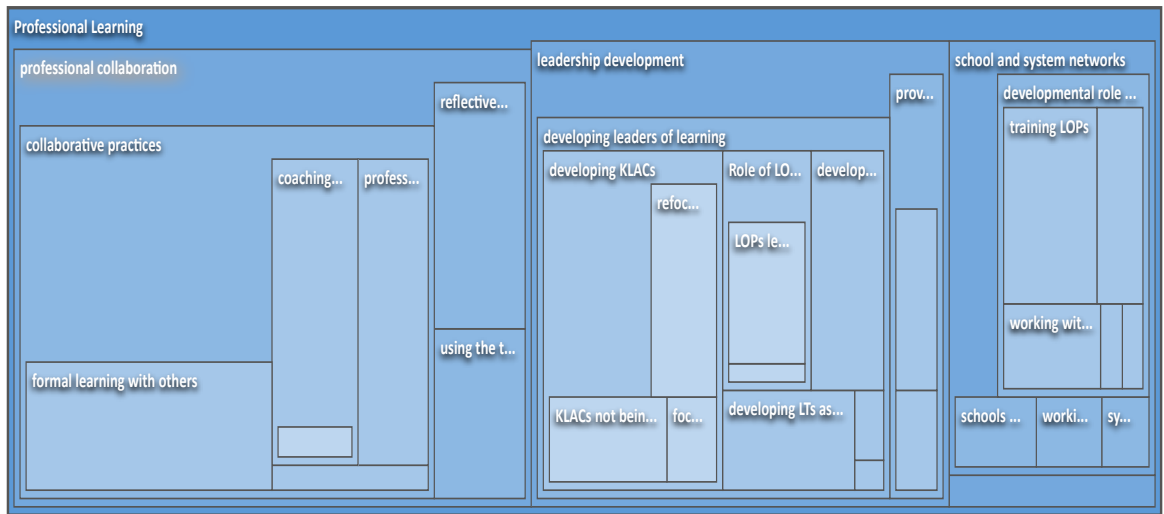 Professional Learning
professional collaboration
reflective...
collaborative practices
coaching...
profess...
formal learning with others
using the t...
leadership development
prov...
developing leaders of learning
developing KLACs
refoc...
Role of LO...
develop...
LOPs le...
KLACs not bein...
foc...
developing LTs as...
school and system networks
developmental role ...
training LOPs
working wit...
schools ...
worki...
sy...